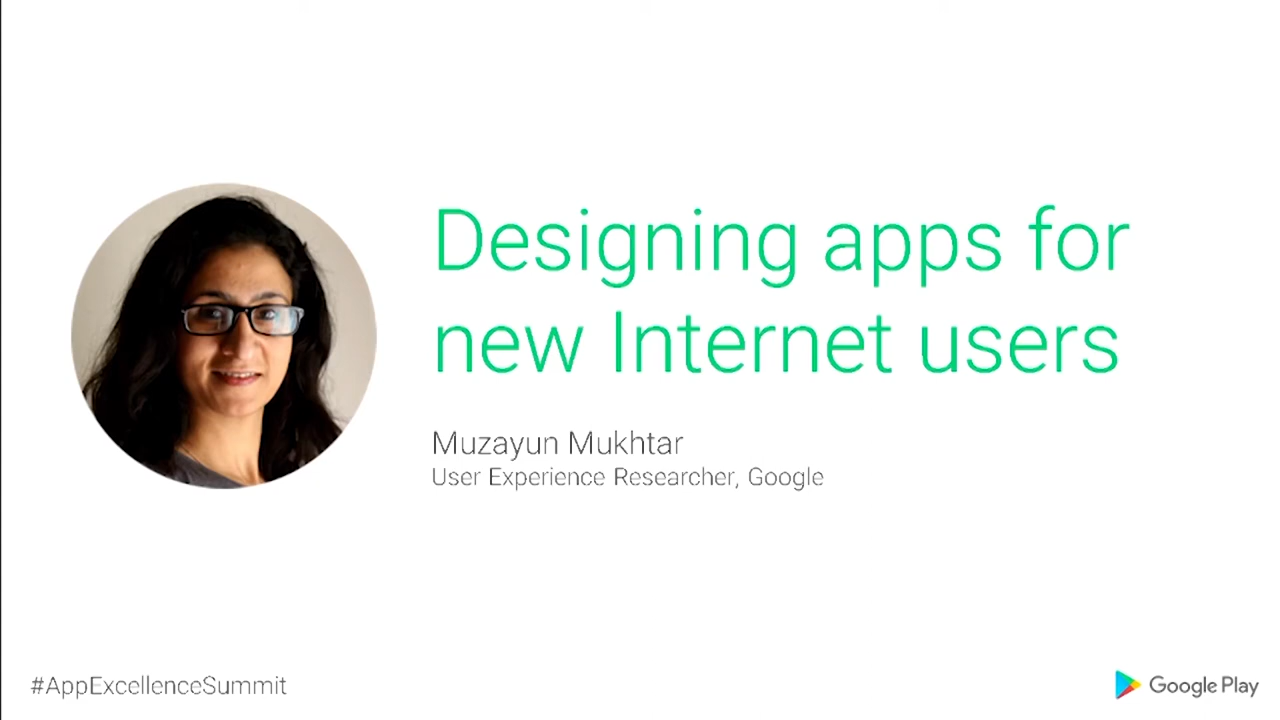 Designing apps for
new Internet users
Muzayun Mukhtar
User Experience Researcher, Google
#AppExcellenceSummit
Google Play